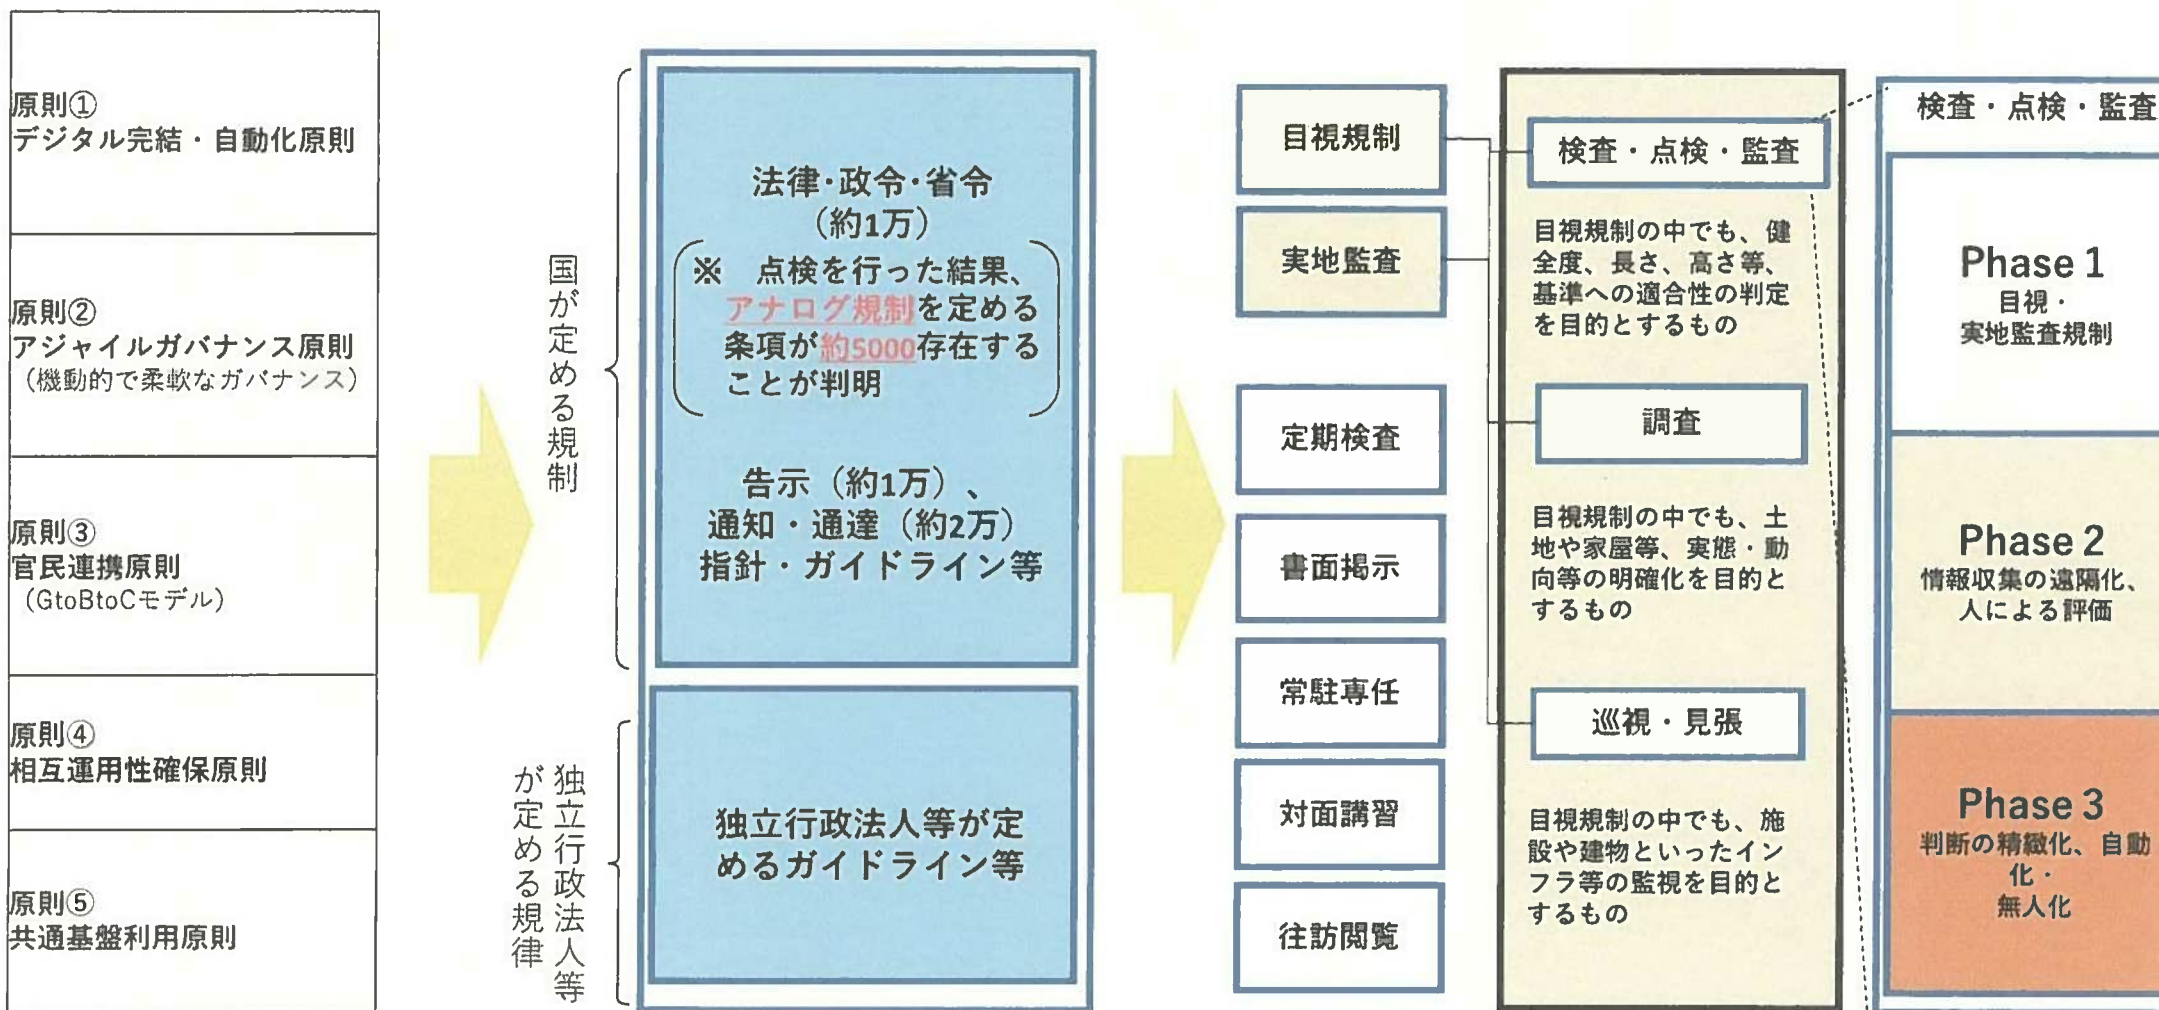 原則①
デジタル完結・自動化原則
原則②
アジャイルガバナンス原則
（機動的で柔軟なガバナンス）
原則③
官民連携原則
（GtoBtoCモデル）
原則④
相互運用性確保原則
原則⑤
共通基盤利用原則
国が定める規制
独立行政法人等
が定める規律
法律・政令・省令
（約1万）
※　点検を行った結果、
アナログ規制を定める
条項が約5000存在する
ことが判明
告示（約1万）、
通知・通達（約2万）
指針・ガイドライン等
独立行政法人等が定
めるガイドライン等
目視規制
実地監査
定期検査
書面掲示
常駐専任
対面講習
往訪閲覧
検査・点検・監査
目視規制の中でも、健
全度、長さ、高さ等、
基準への適合性の判定
を目的とするもの
調査
目視規制の中でも、土
地や家屋等、実態・動
向等の明確化を目的と
するもの
巡視・見張
目視規制の中でも、施
設や建物といったイン
フラ等の監視を目的と
するもの
検査・点検・監査
Phase 1
目視・
実地監査規制
Phase 2
情報収集の遠隔化、
人による評価
Phase 3
判断の精緻化、自動
化・
無人化